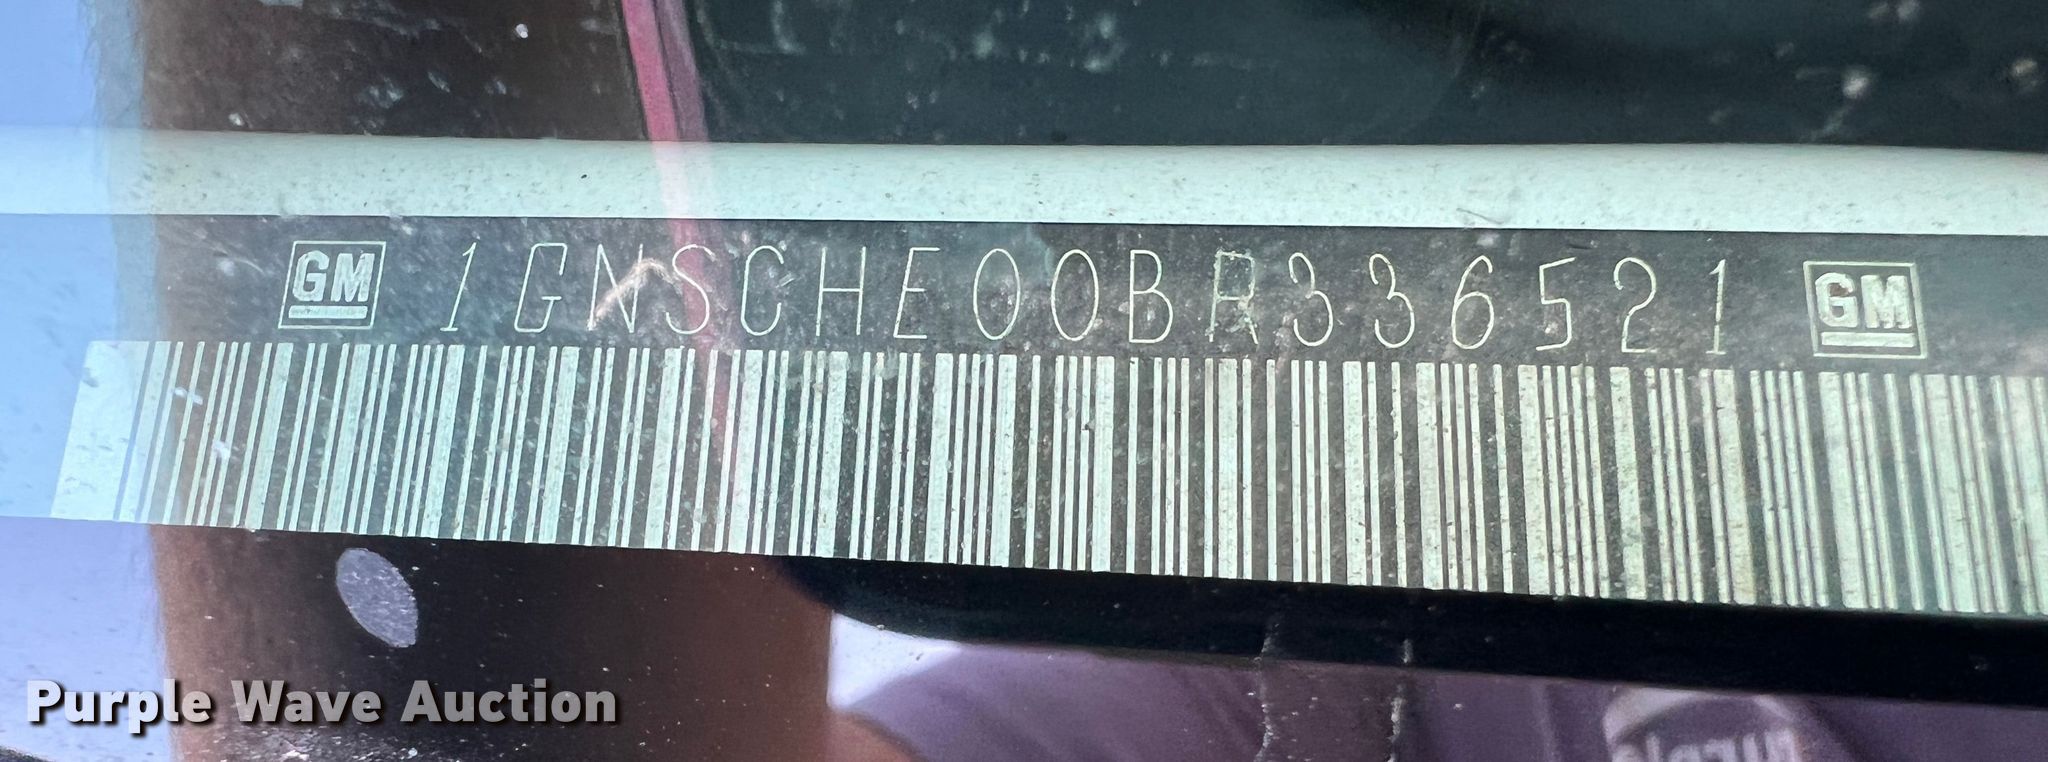 GM 1GNSCHE00BR336521 GM
Purple Wave Auction